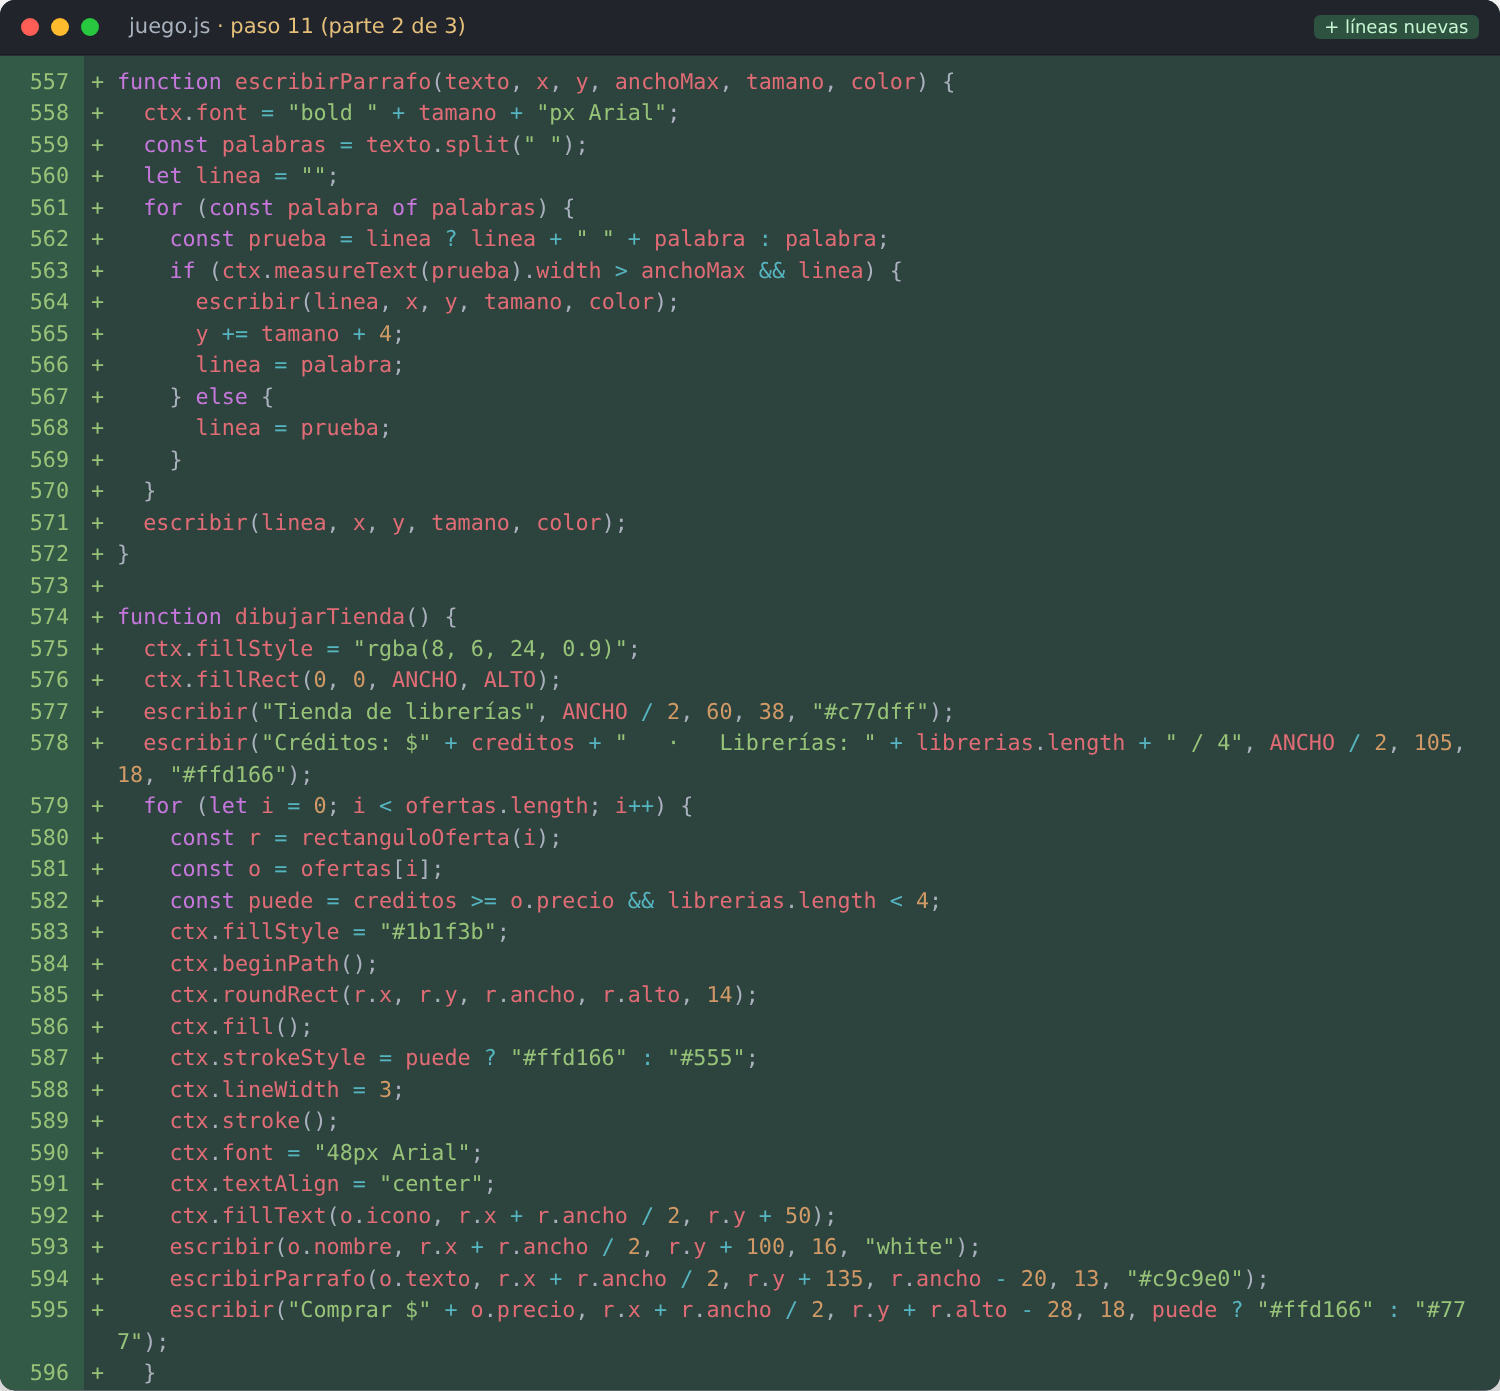 juego.js · paso 11 (parte 2 de 3)
+ líneas nuevas
557 + function escribirParrafo(texto, x, y, anchoMax, tamano, color) {
558 +   ctx.font = "bold " + tamano + "px Arial";
559 +   const palabras = texto.split(" ");
560 +   let linea = "";
561 +   for (const palabra of palabras) {
562 +     const prueba = linea ? linea + " " + palabra : palabra;
563 +     if (ctx.measureText(prueba).width > anchoMax && linea) {
564 +       escribir(linea, x, y, tamano, color);
565 +       y += tamano + 4;
566 +       linea = palabra;
567 +     } else {
568 +       linea = prueba;
569 +     }
570 +   }
571 +   escribir(linea, x, y, tamano, color);
572 + }
573 +
574 + function dibujarTienda() {
575 +   ctx.fillStyle = "rgba(8, 6, 24, 0.9)";
576 +   ctx.fillRect(0, 0, ANCHO, ALTO);
577 +   escribir("Tienda de librerías", ANCHO / 2, 60, 38, "#c77dff");
578 +   escribir("Créditos: $" + creditos + "   ·   Librerías: " + librerias.length + " / 4", ANCHO / 2, 105,
18, "#ffd166");
579 +   for (let i = 0; i < ofertas.length; i++) {
580 +     const r = rectanguloOferta(i);
581 +     const o = ofertas[i];
582 +     const puede = creditos >= o.precio && librerias.length < 4;
583 +     ctx.fillStyle = "#1b1f3b";
584 +     ctx.beginPath();
585 +     ctx.roundRect(r.x, r.y, r.ancho, r.alto, 14);
586 +     ctx.fill();
587 +     ctx.strokeStyle = puede ? "#ffd166" : "#555";
588 +     ctx.lineWidth = 3;
589 +     ctx.stroke();
590 +     ctx.font = "48px Arial";
591 +     ctx.textAlign = "center";
592 +     ctx.fillText(o.icono, r.x + r.ancho / 2, r.y + 50);
593 +     escribir(o.nombre, r.x + r.ancho / 2, r.y + 100, 16, "white");
594 +     escribirParrafo(o.texto, r.x + r.ancho / 2, r.y + 135, r.ancho - 20, 13, "#c9c9e0");
595 +     escribir("Comprar $" + o.precio, r.x + r.ancho / 2, r.y + r.alto - 28, 18, puede ? "#ffd166" : "#77
7");
596 +   }